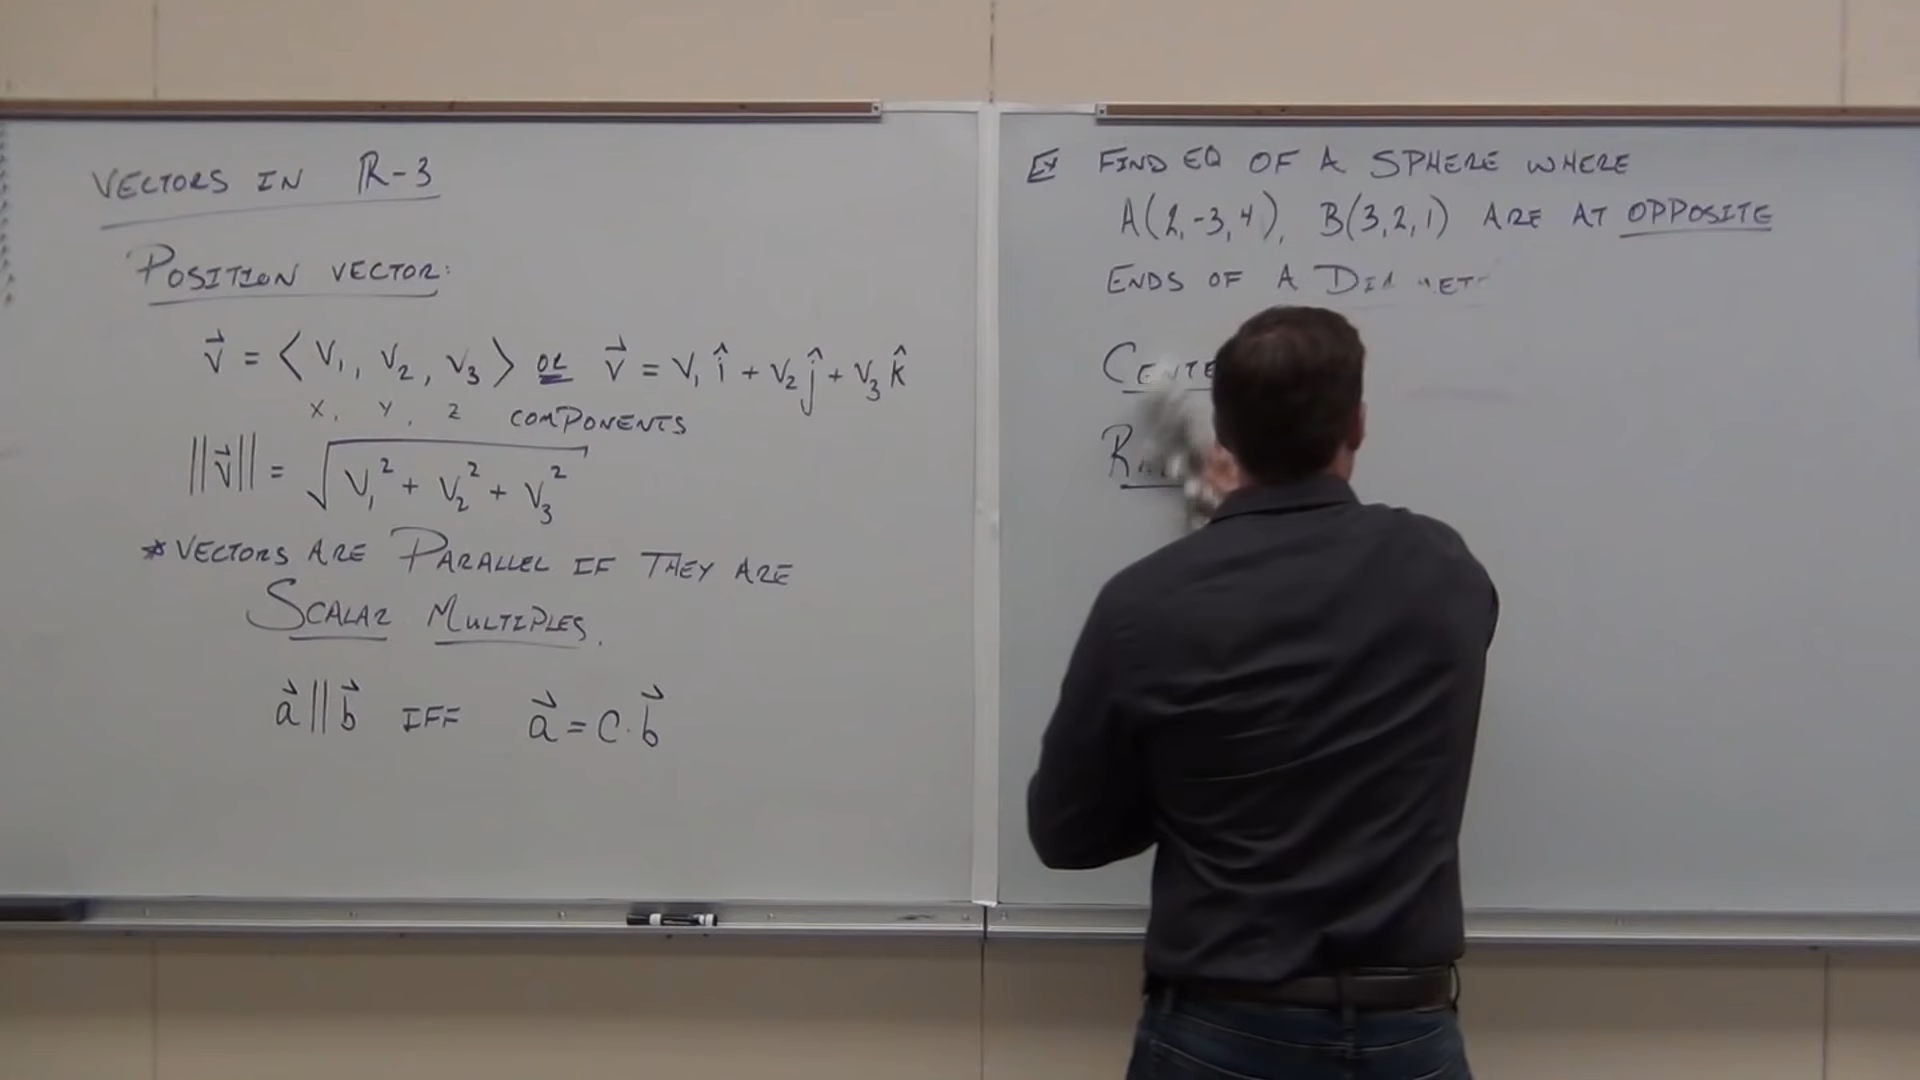 VECTORS IN ℝ-3
POSITION VECTOR:
v⃗ = ⟨V₁, V₂, V₃⟩ OR v⃗ = V₁ î + V₂ ĵ + V₃ k̂
X, Y, Z COMPONENTS
||v⃗|| = √(V₁² + V₂² + V₃²)
* VECTORS ARE PARALLEL IF THEY ARE
SCALAR MULTIPLES.
a⃗ || b⃗ IFF a⃗ = C · b⃗
EX FIND EQ OF A SPHERE WHERE
A(2,-3,4), B(3,2,1) ARE AT OPPOSITE
ENDS OF A